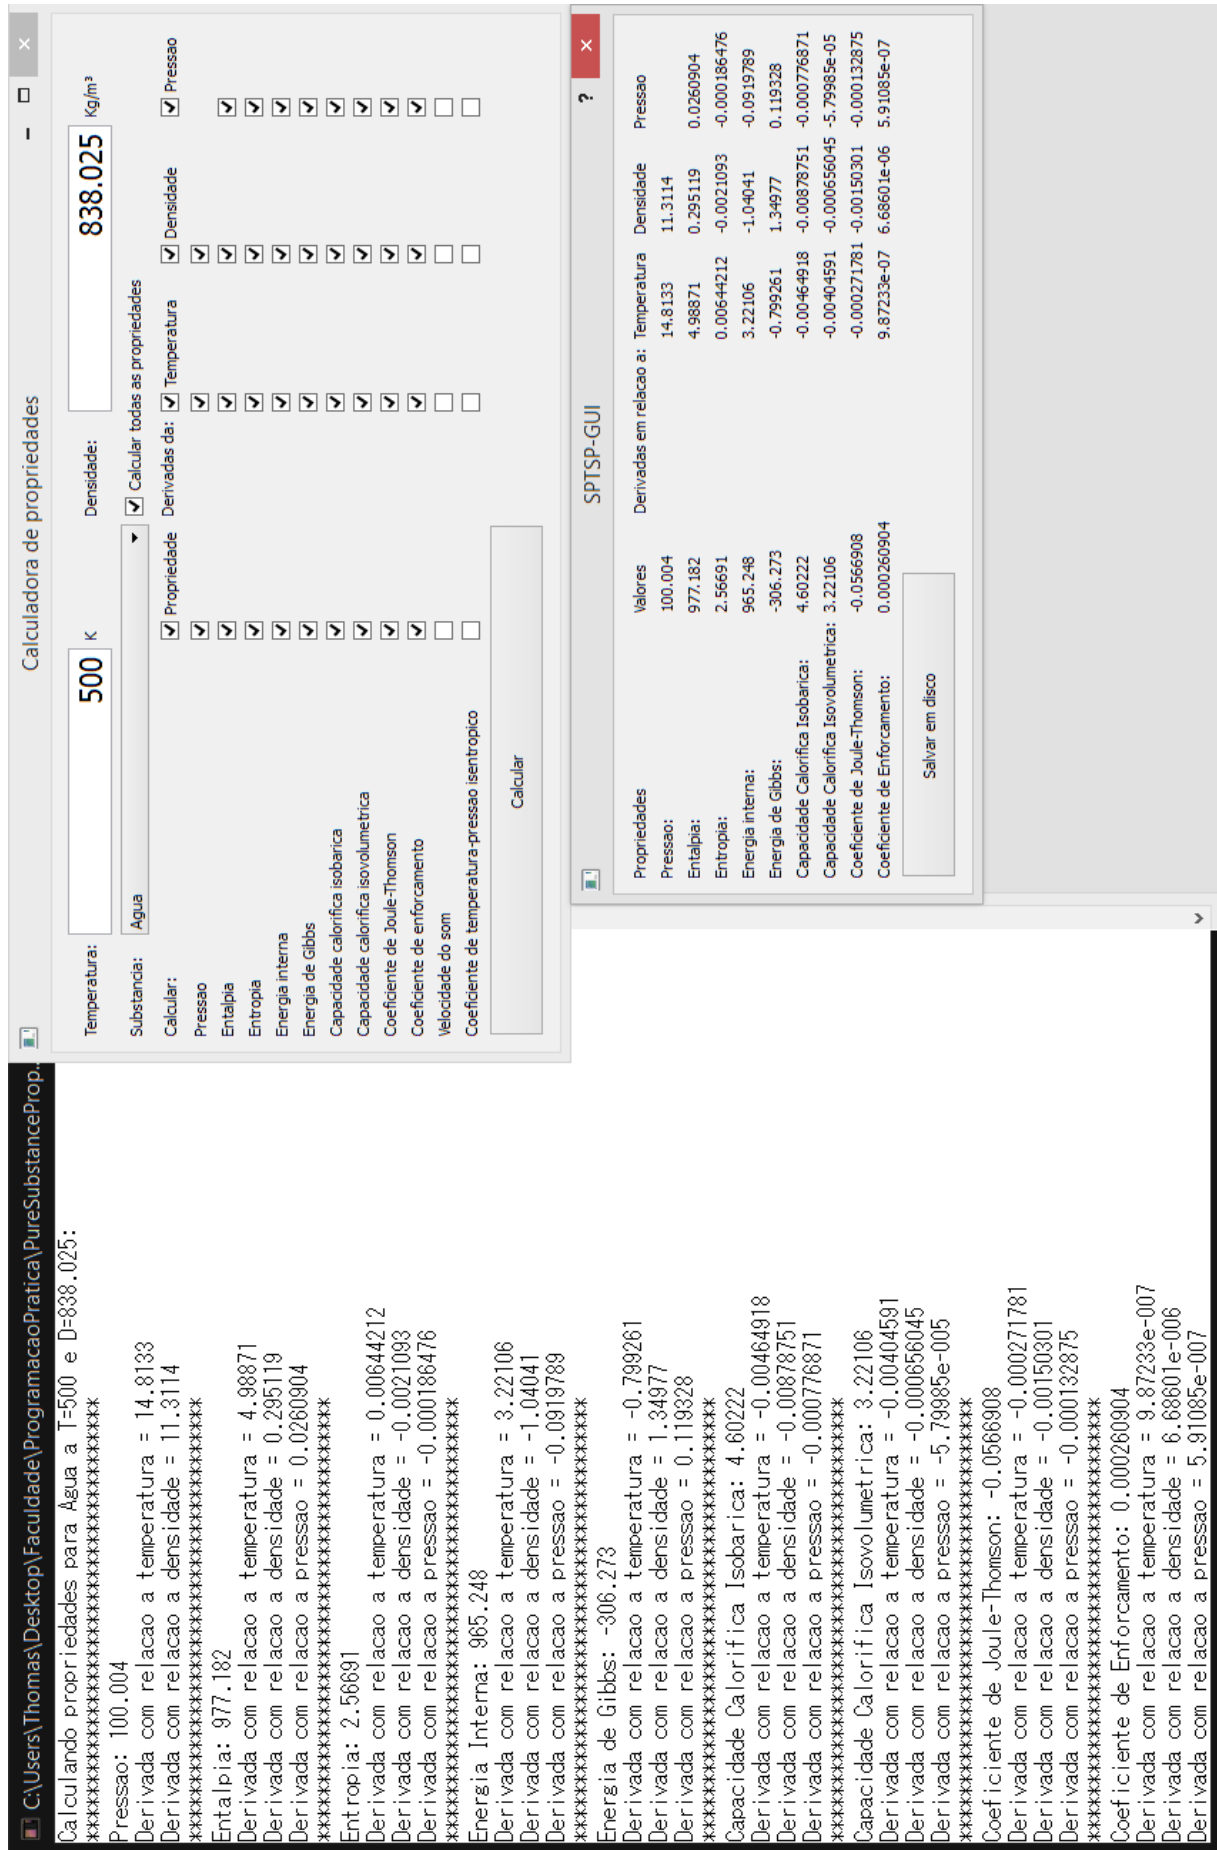 C:\Users\Thomas\Desktop\Faculdade\ProgramacaoPratica\PureSubstanceProp...
Calculando propriedades para Agua a T=500 e D=838.025:
Pressao: 100.004
Derivada com relacao a temperatura = 14.8133
Derivada com relacao a densidade = 11.3114
Entalpia: 977.182
Derivada com relacao a temperatura = 4.98871
Derivada com relacao a densidade = 0.295119
Derivada com relacao a pressao = 0.0260904
Entropia: 2.56691
Derivada com relacao a temperatura = 0.00644212
Derivada com relacao a densidade = -0.0021093
Derivada com relacao a pressao = -0.000186476
Energia Interna: 965.248
Derivada com relacao a temperatura = 3.22106
Derivada com relacao a densidade = -1.04041
Derivada com relacao a pressao = -0.0919789
Energia de Gibbs: -306.273
Derivada com relacao a temperatura = -0.799261
Derivada com relacao a densidade = 1.34977
Derivada com relacao a pressao = 0.119328
Capacidade Calorifica Isobarica: 4.60222
Derivada com relacao a temperatura = -0.00464918
Derivada com relacao a densidade = -0.00878751
Derivada com relacao a pressao = -0.000776871
Capacidade Calorifica Isovolumetrica: 3.22106
Derivada com relacao a temperatura = -0.00404591
Derivada com relacao a densidade = -0.000656045
Derivada com relacao a pressao = -5.79985e-005
Coeficiente de Joule-Thomson: -0.0566908
Derivada com relacao a temperatura = -0.000271781
Derivada com relacao a densidade = -0.00150301
Derivada com relacao a pressao = -0.000132875
Coeficiente de Enforcamento: 0.000260904
Derivada com relacao a temperatura = 9.87233e-007
Derivada com relacao a densidade = 6.68601e-006
Derivada com relacao a pressao = 5.91085e-007
Calculadora de propriedades
Temperatura: 500 K Densidade: 838.025 Kg/m³
Substancia: Agua Calcular todas as propriedades
Calcular: Propriedade Derivadas da: Temperatura Densidade Pressao
Pressao
Entalpia
Entropia
Energia interna
Energia de Gibbs
Capacidade calorifica isobarica
Capacidade calorifica isovolumetrica
Coeficiente de Joule-Thomson
Coeficiente de enforcamento
Velocidade do som
Coeficiente de temperatura-pressao isentropico
Calcular
SPTSP-GUI
Propriedades Valores Derivadas em relacao a: Temperatura Densidade Pressao
Pressao: 100.004 14.8133 11.3114
Entalpia: 977.182 4.98871 0.295119 0.0260904
Entropia: 2.56691 0.00644212 -0.0021093 -0.000186476
Energia interna: 965.248 3.22106 -1.04041 -0.0919789
Energia de Gibbs: -306.273 -0.799261 1.34977 0.119328
Capacidade Calorifica Isobarica: 4.60222 -0.00464918 -0.00878751 -0.000776871
Capacidade Calorifica Isovolumetrica: 3.22106 -0.00404591 -0.000656045 -5.79985e-05
Coeficiente de Joule-Thomson: -0.0566908 -0.000271781 -0.00150301 -0.000132875
Coeficiente de Enforcamento: 0.000260904 9.87233e-07 6.68601e-06 5.91085e-07
Salvar em disco